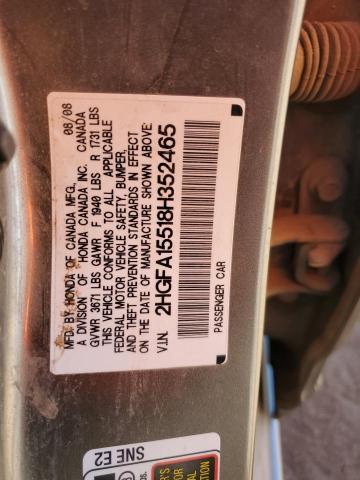 MFD. BY HONDA OF CANADA MFG., 08/08
A DIVISION OF HONDA CANADA INC. CANADA
GVWR 3671 LBS GAWR F 1940 LBS R 1731 LBS
THIS VEHICLE CONFORMS TO ALL APPLICABLE
FEDERAL MOTOR VEHICLE SAFETY, BUMPER,
AND THEFT PREVENTION STANDARDS IN EFFECT
ON THE DATE OF MANUFACTURE SHOWN ABOVE.
V.I.N. 2HGFA15518H352465
PASSENGER CAR
SNE E2